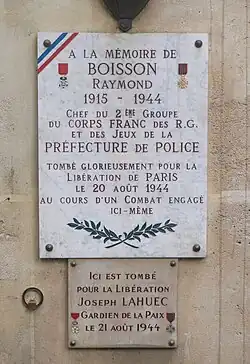 A LA MÉMOIRE DE
BOISSON
RAYMOND
1915 - 1944
CHEF DU 2ÈME GROUPE
DU CORPS FRANC DES R.G.
ET DES JEUX DE LA
PRÉFECTURE DE POLICE
TOMBÉ GLORIEUSEMENT POUR LA
LIBÉRATION DE PARIS
LE 20 AOÛT 1944
AU COURS D'UN COMBAT ENGAGÉ
ICI-MÊME
ICI EST TOMBÉ
POUR LA LIBÉRATION
JOSEPH LAHUEC
GARDIEN DE LA PAIX
LE 21 AOÛT 1944